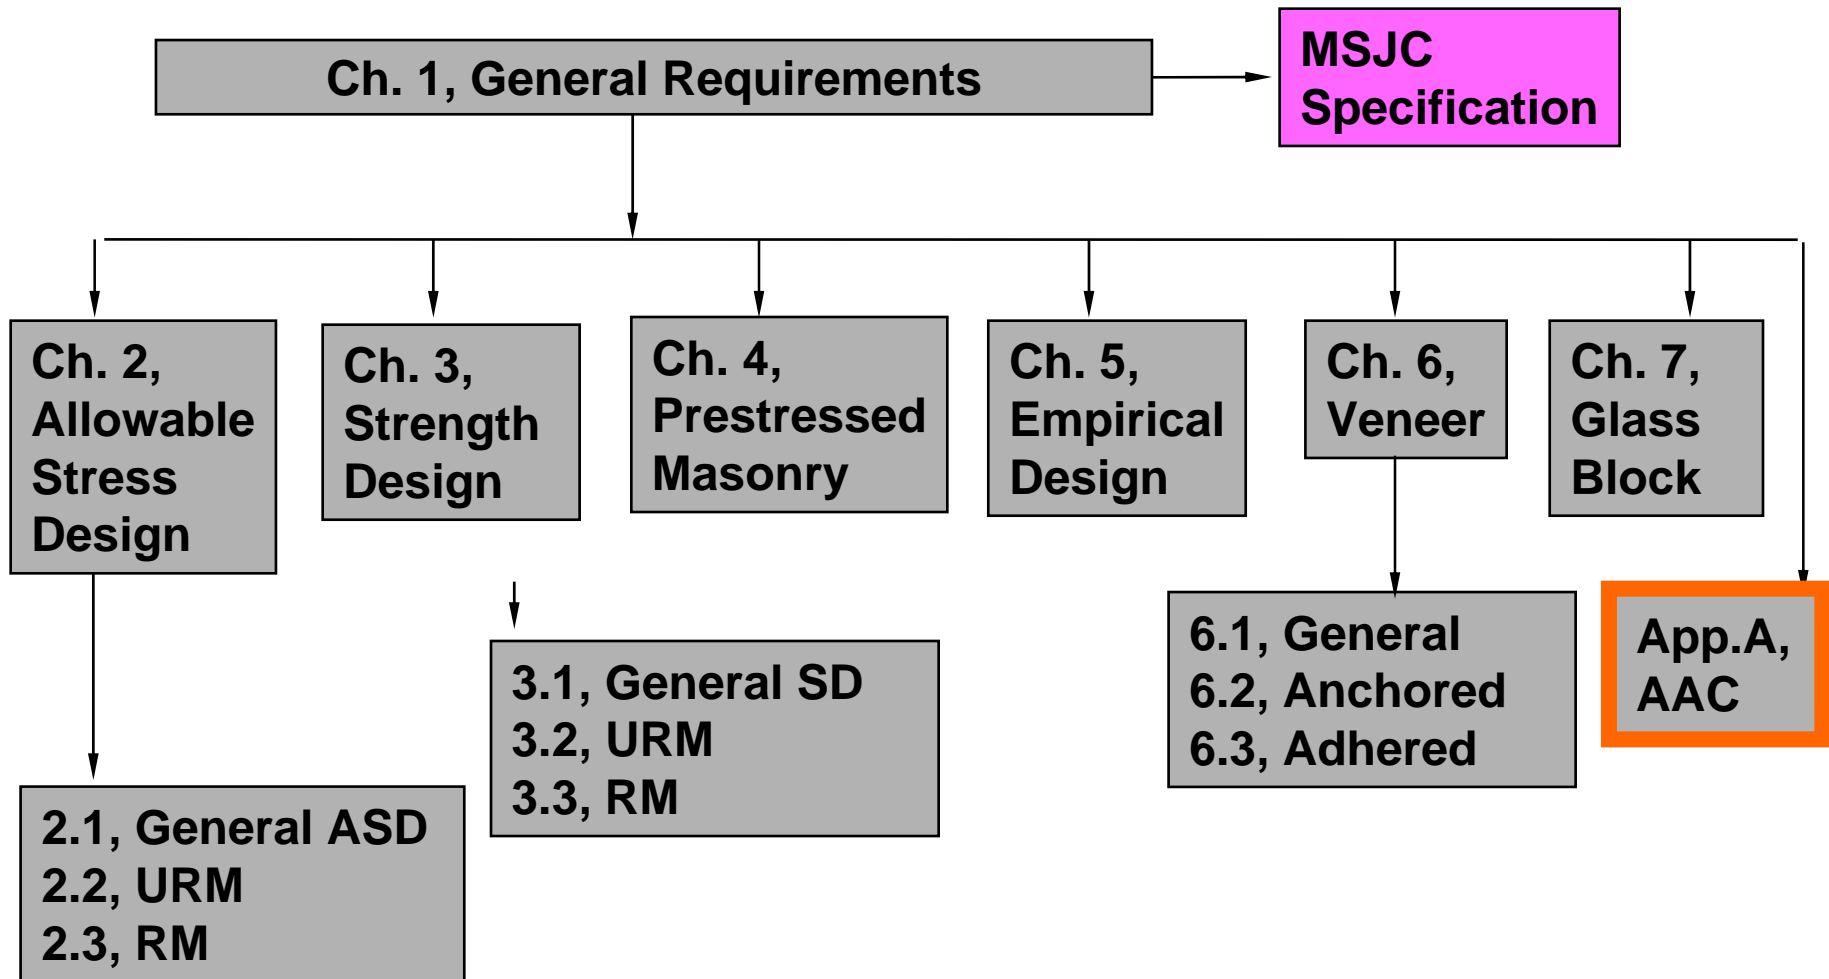 Ch. 1, General Requirements
MSJC
Specification
Ch. 2,
Allowable
Stress
Design
Ch. 3,
Strength
Design
Ch. 4,
Prestressed
Masonry
Ch. 5,
Empirical
Design
Ch. 6,
Veneer
Ch. 7,
Glass
Block
2.1, General ASD
2.2, URM
2.3, RM
3.1, General SD
3.2, URM
3.3, RM
6.1, General
6.2, Anchored
6.3, Adhered
App.A,
AAC